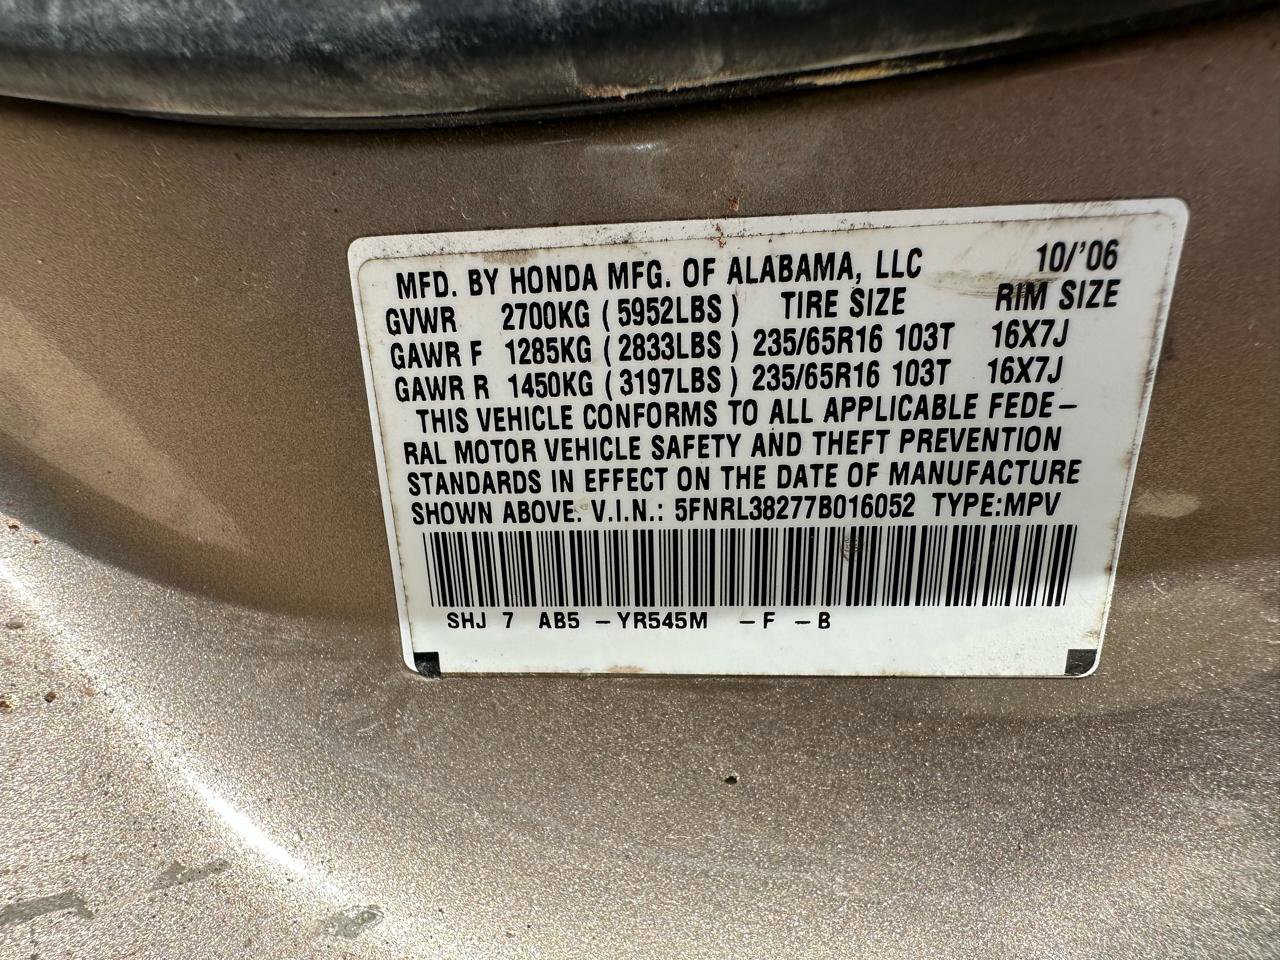 MFD. BY HONDA MFG. OF ALABAMA, LLC 10/'06
GVWR 2700KG (5952LBS) TIRE SIZE RIM SIZE
GAWR F 1285KG (2833LBS) 235/65R16 103T 16X7J
GAWR R 1450KG (3197LBS) 235/65R16 103T 16X7J
THIS VEHICLE CONFORMS TO ALL APPLICABLE FEDE-
RAL MOTOR VEHICLE SAFETY AND THEFT PREVENTION
STANDARDS IN EFFECT ON THE DATE OF MANUFACTURE
SHOWN ABOVE. V.I.N.: 5FNRL38277B016052 TYPE:MPV
SHJ 7 AB5 -YR545M -F -B